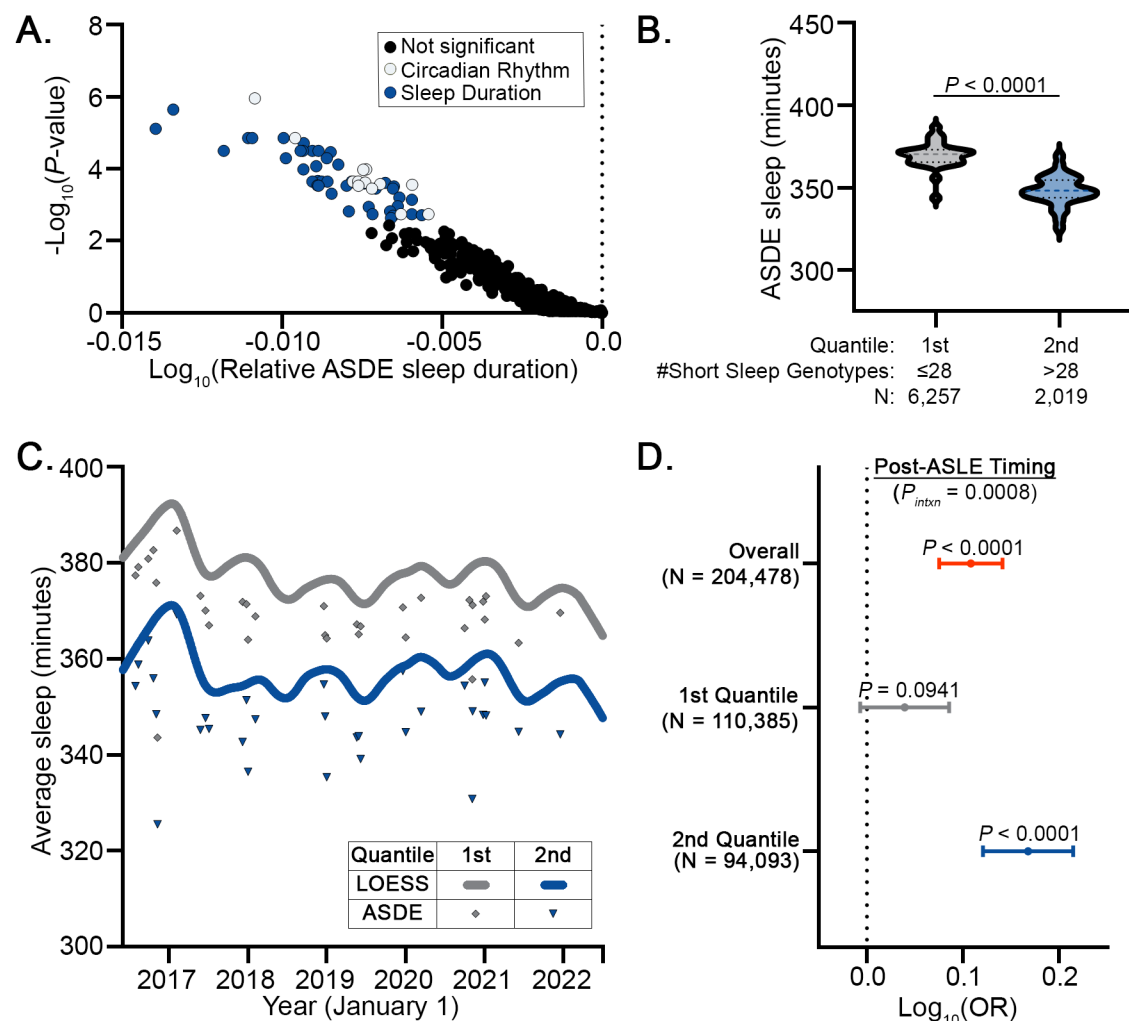 A.
8
6
4
2
0
-Log10(P-value)
Not significant
Circadian Rhythm
Sleep Duration
-0.015 -0.010 -0.005 0.0
Log10(Relative ASDE sleep duration)
B.
450
400
350
300
ASDE sleep (minutes)
P < 0.0001
Quantile: 1st 2nd
#Short Sleep Genotypes: ≤28 >28
N: 6,257 2,019
C.
400
380
360
340
320
300
Average sleep (minutes)
Quantile 1st 2nd
LOESS
ASDE
2017 2018 2019 2020 2021 2022
Year (January 1)
D.
Post-ASLE Timing
(Pintxn = 0.0008)
Overall
(N = 204,478)
P < 0.0001
1st Quantile
(N = 110,385)
P = 0.0941
2nd Quantile
(N = 94,093)
P < 0.0001
0.0 0.1 0.2
Log10(OR)